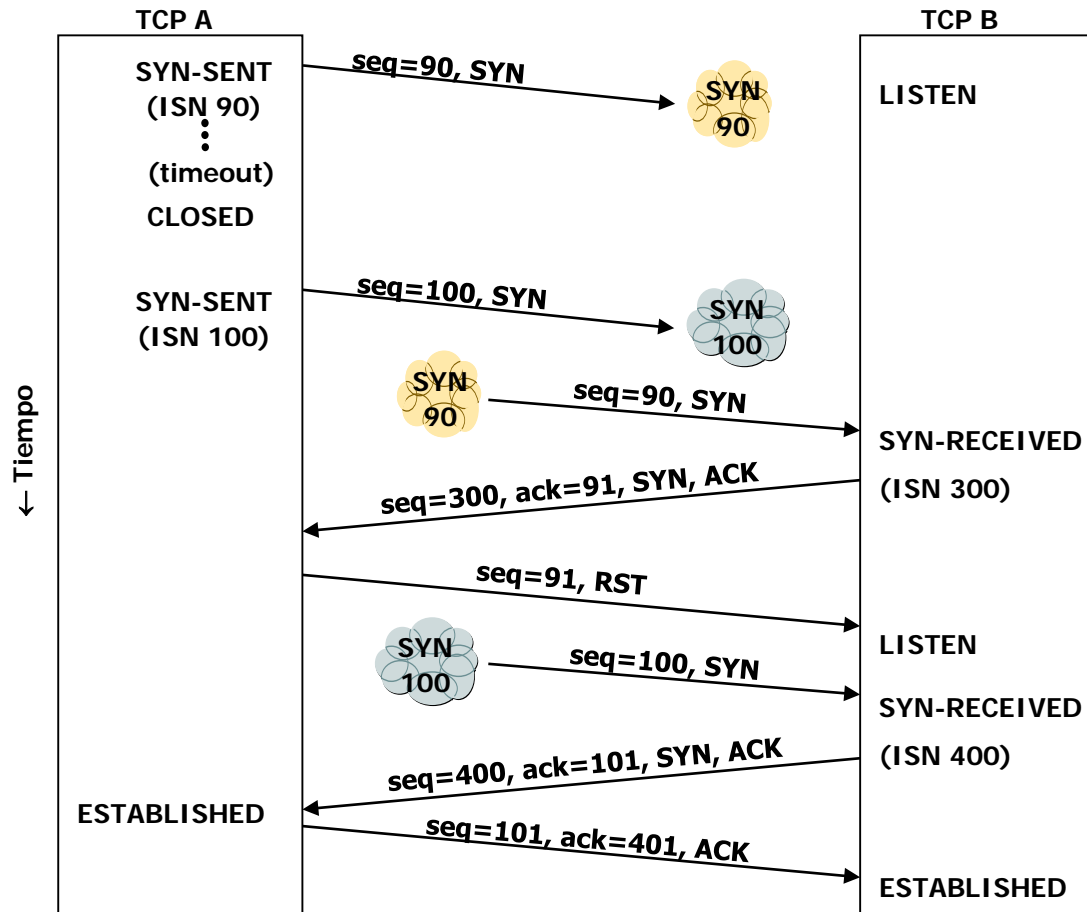 TCP A
TCP B
SYN-SENT
(ISN 90)
seq=90, SYN
SYN
90
LISTEN
(timeout)
CLOSED
SYN-SENT
(ISN 100)
seq=100, SYN
SYN
100
← Tiempo
SYN
90
seq=90, SYN
SYN-RECEIVED
(ISN 300)
seq=300, ack=91, SYN, ACK
seq=91, RST
LISTEN
SYN
100
seq=100, SYN
SYN-RECEIVED
(ISN 400)
seq=400, ack=101, SYN, ACK
ESTABLISHED
seq=101, ack=401, ACK
ESTABLISHED